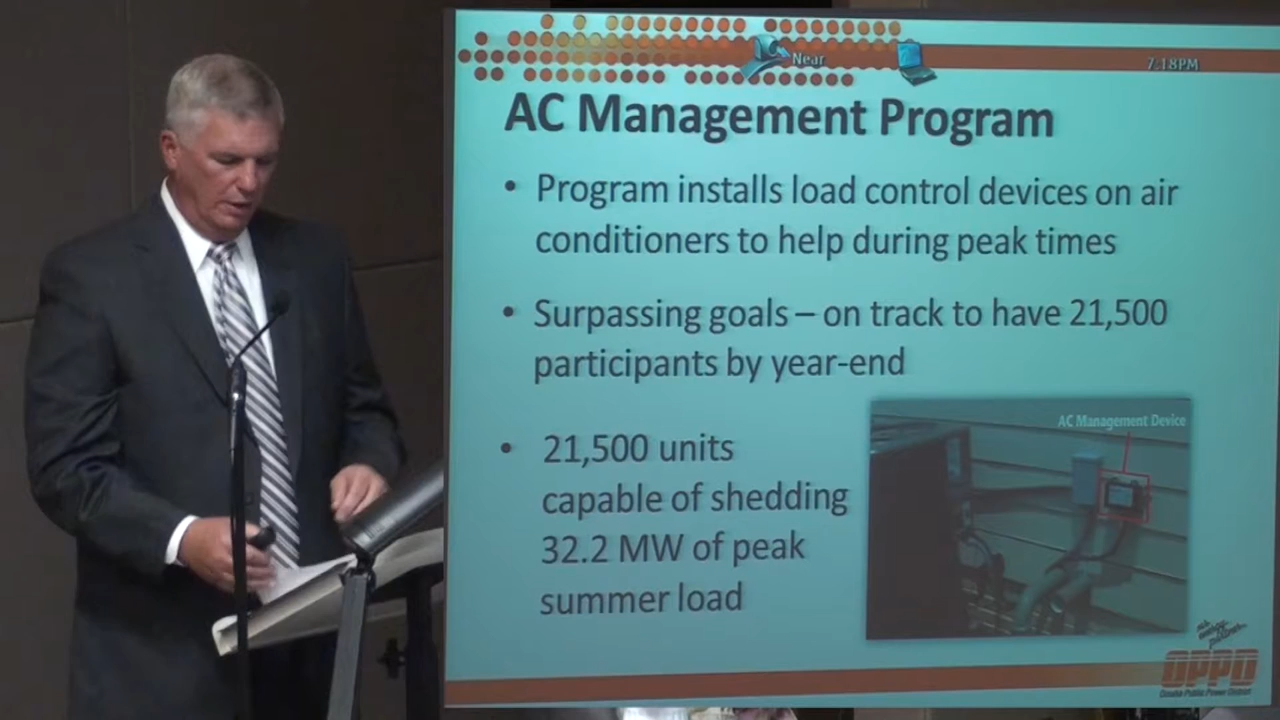 Near
7:18PM
AC Management Program
• Program installs load control devices on air
conditioners to help during peak times
• Surpassing goals – on track to have 21,500
participants by year-end
• 21,500 units
capable of shedding
32.2 MW of peak
summer load
AC Management Device
OPPD
Omaha Public Power District